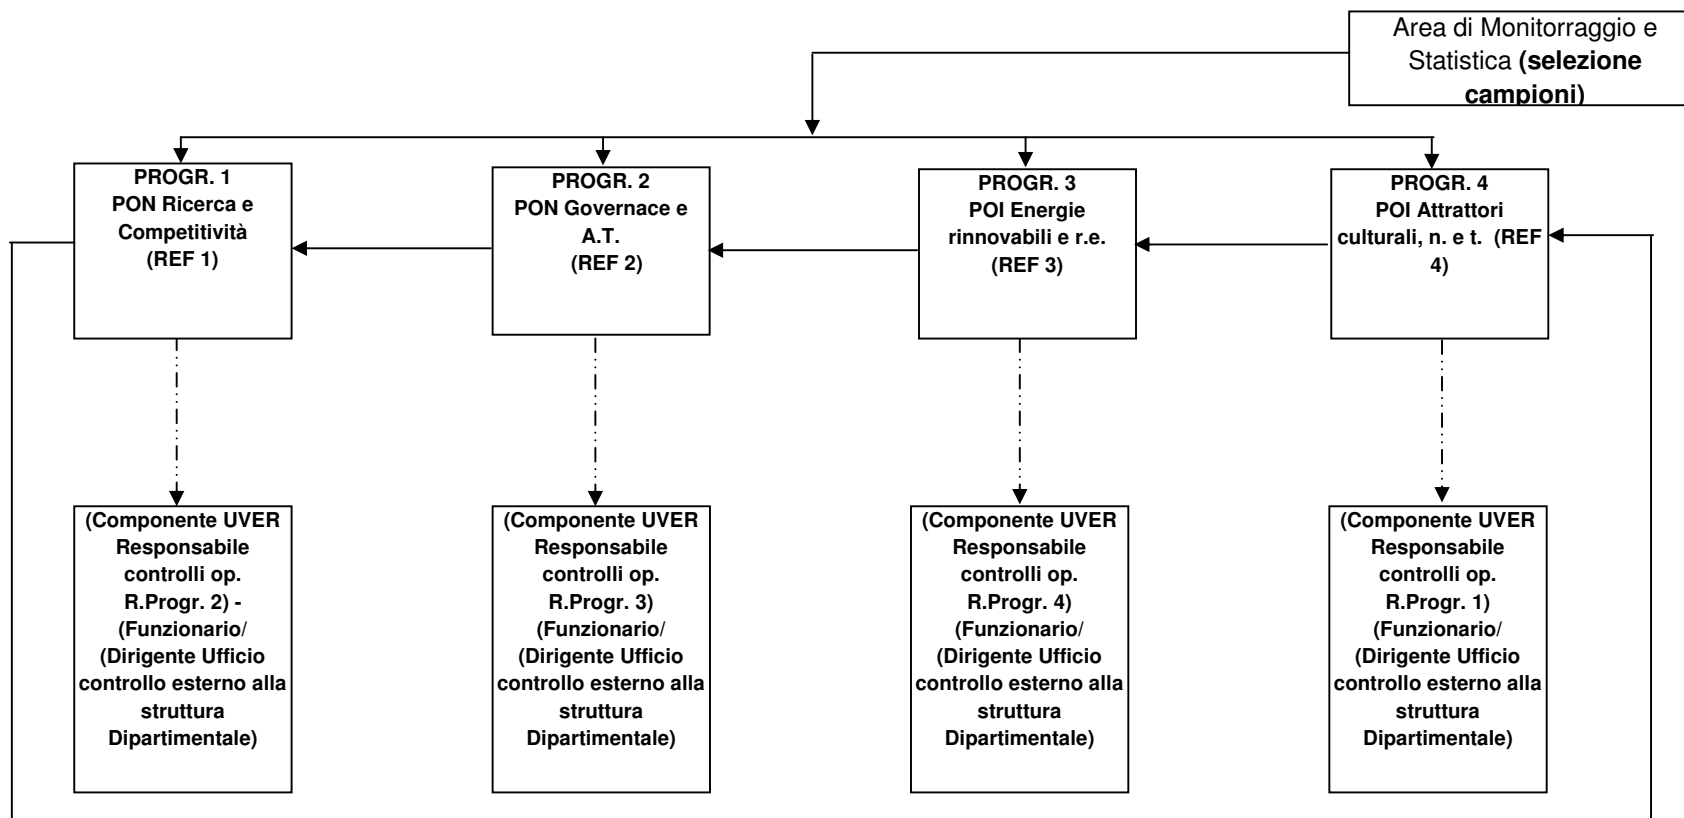 Area di Monitorraggio e
Statistica (selezione
campioni)
PROGR. 1
PON Ricerca e
Competitività
(REF 1)
PROGR. 2
PON Governace e
A.T.
(REF 2)
PROGR. 3
POI Energie
rinnovabili e r.e.
(REF 3)
PROGR. 4
POI Attrattori
culturali, n. e t. (REF
4)
(Componente UVER
Responsabile
controlli op.
R.Progr. 2) -
(Funzionario/
(Dirigente Ufficio
controllo esterno alla
struttura
Dipartimentale)
(Componente UVER
Responsabile
controlli op.
R.Progr. 3)
(Funzionario/
(Dirigente Ufficio
controllo esterno alla
struttura
Dipartimentale)
(Componente UVER
Responsabile
controlli op.
R.Progr. 4)
(Funzionario/
(Dirigente Ufficio
controllo esterno alla
struttura
Dipartimentale)
(Componente UVER
Responsabile
controlli op.
R.Progr. 1)
(Funzionario/
(Dirigente Ufficio
controllo esterno alla
struttura
Dipartimentale)